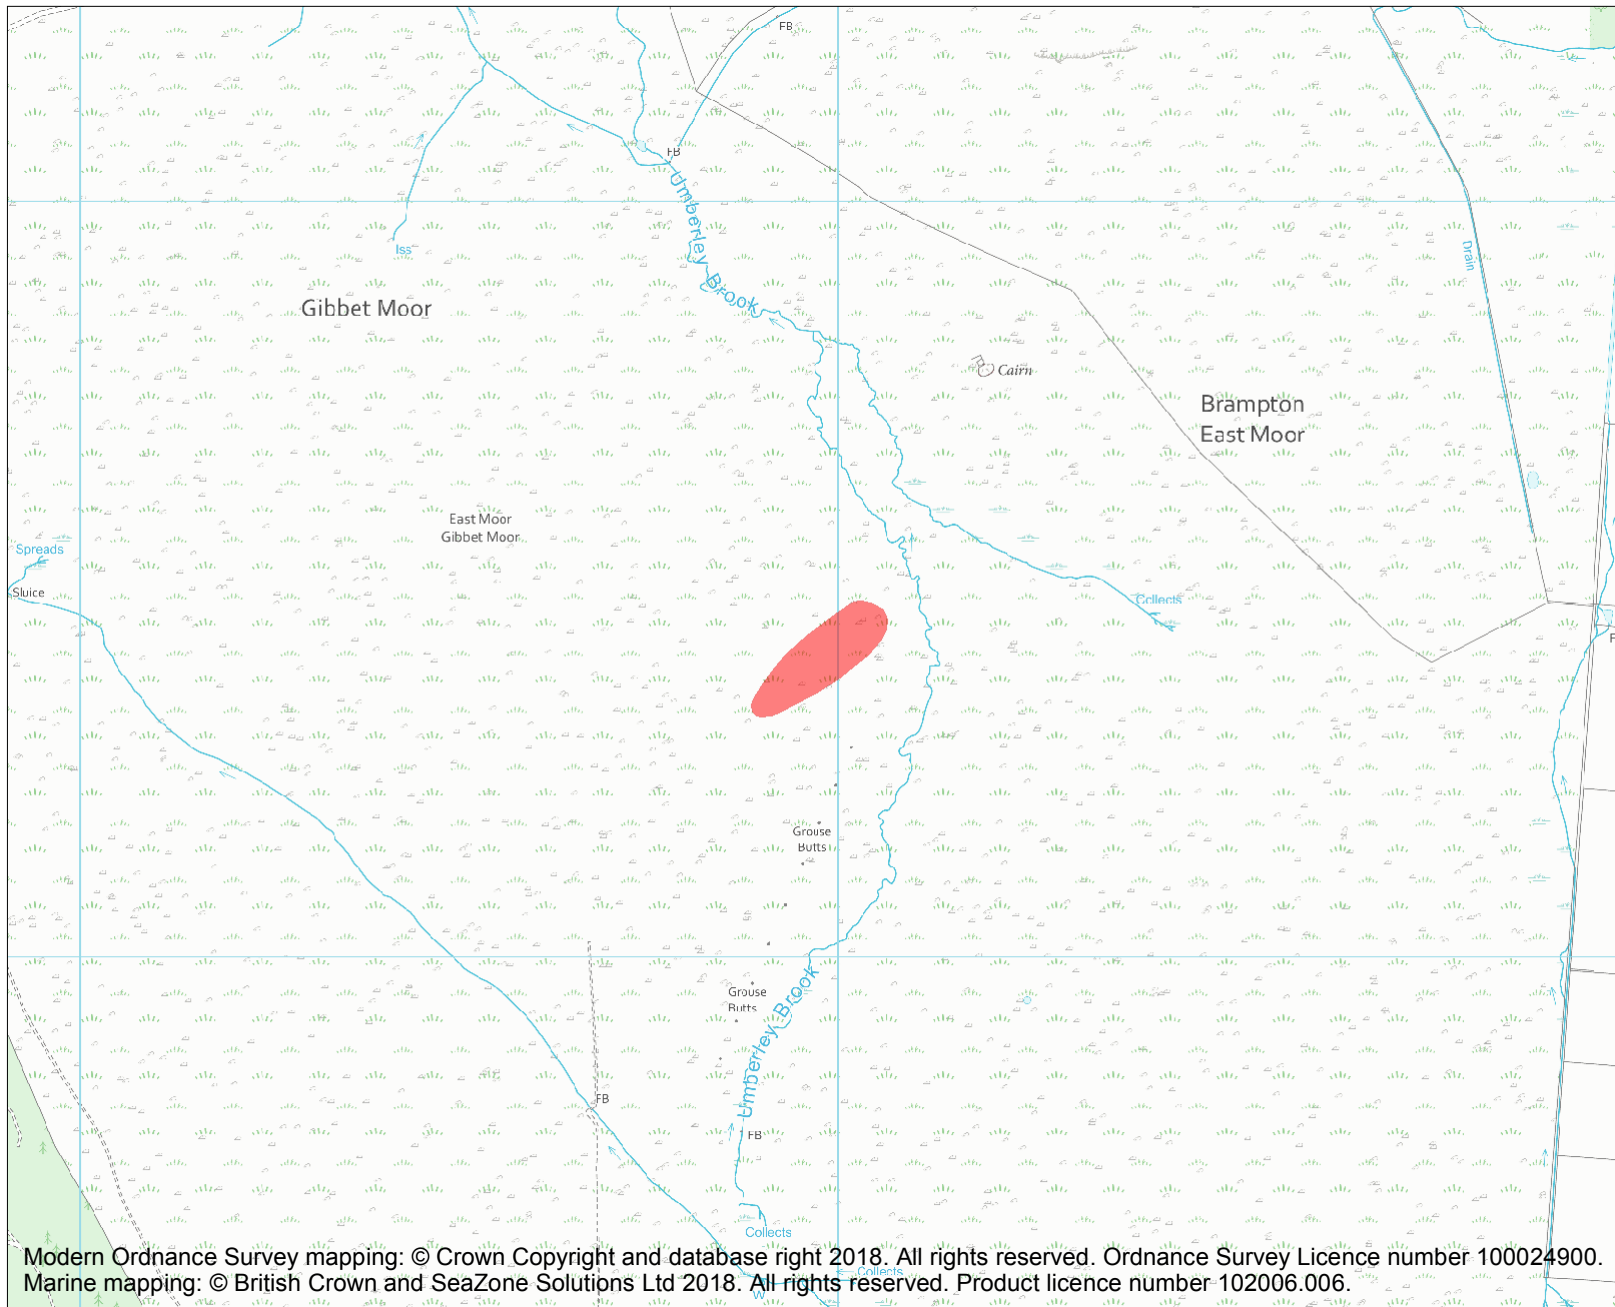 FB
FB
Umberley Brook
Iss
Drain
Gibbet Moor
Cairn
Brampton
East Moor
East Moor
Gibbet Moor
Spreads
Sluice
Collects
Grouse
Butts
Grouse
Butts
Umberley Brook
FB
FB
Collects
Collects
Modern Ordnance Survey mapping: © Crown Copyright and database right 2018. All rights reserved. Ordnance Survey Licence number 100024900.
Marine mapping: © British Crown and SeaZone Solutions Ltd 2018. All rights reserved. Product licence number 102006.006.